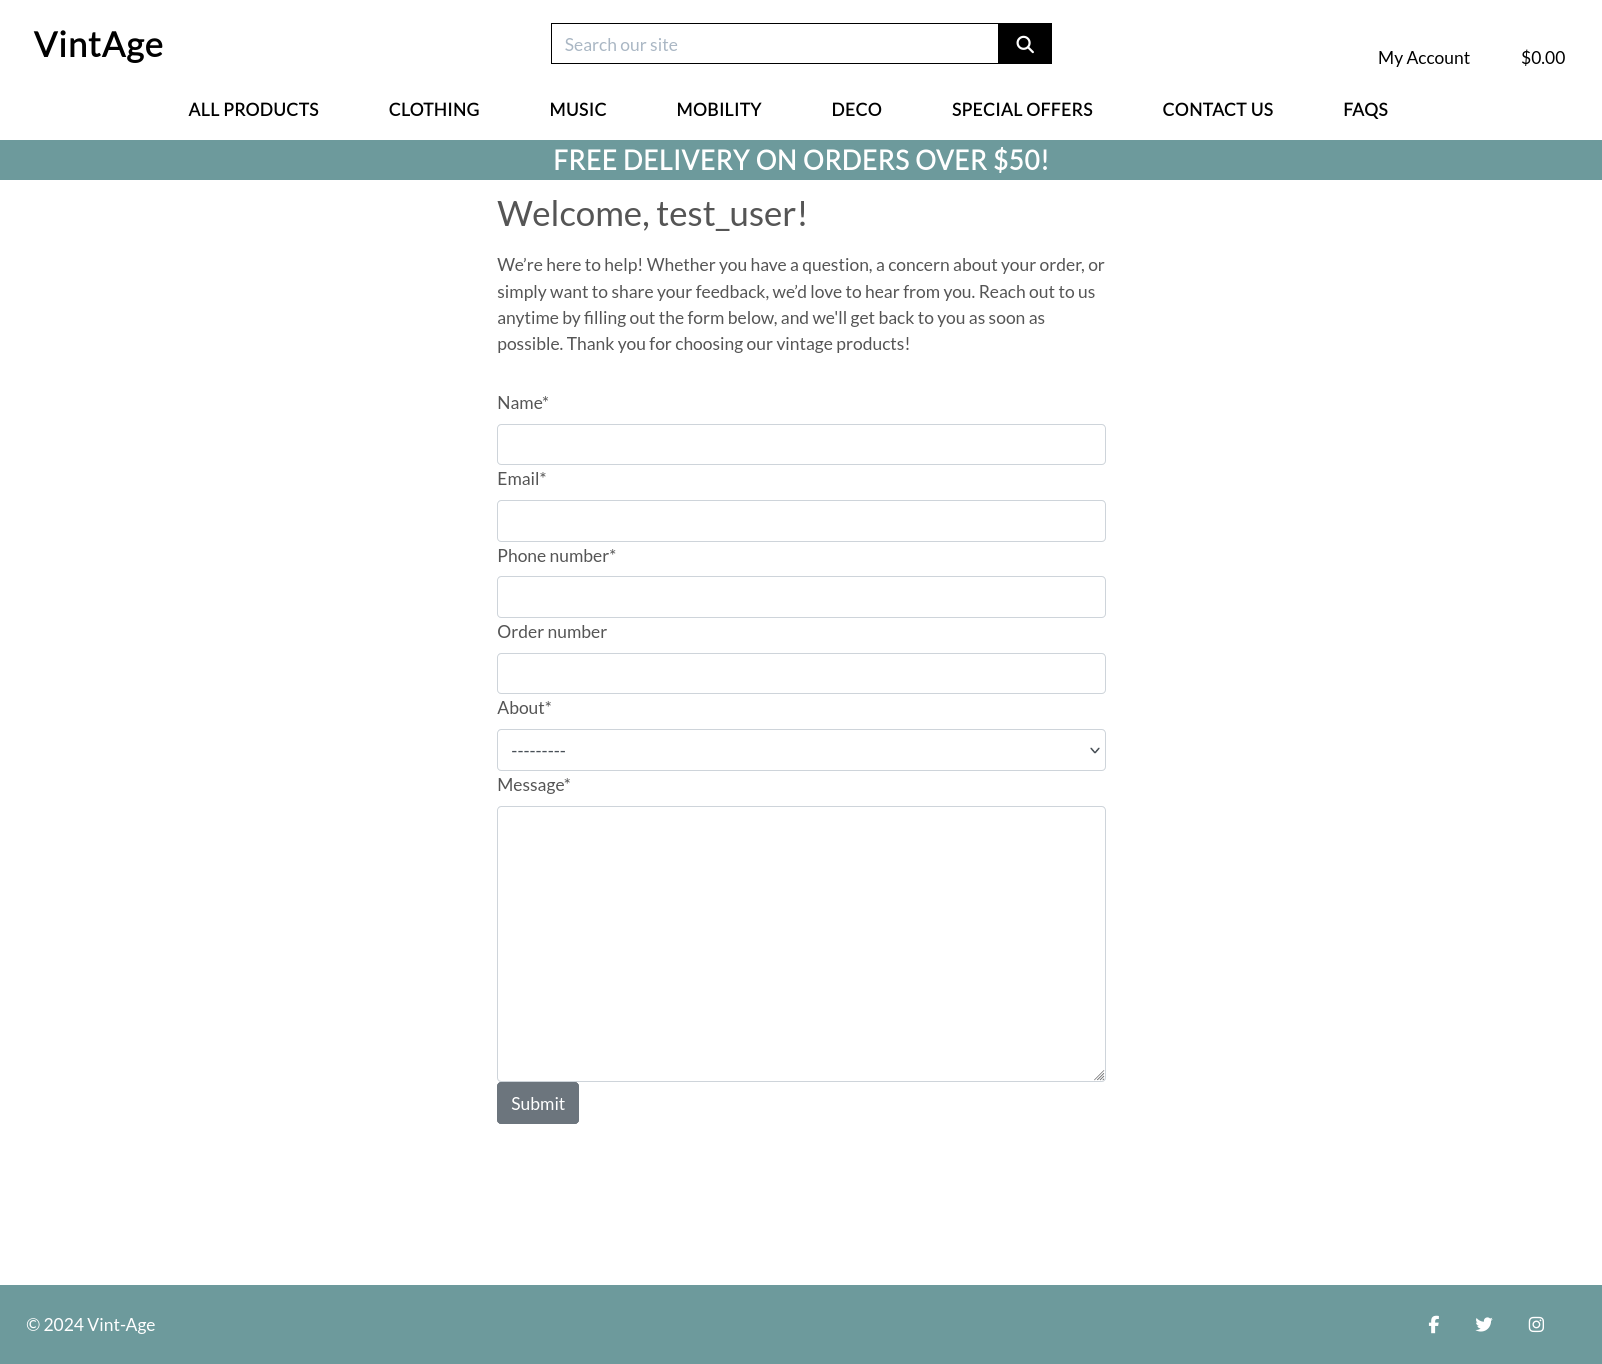 VintAge
Search our site
My Account
$0.00
ALL PRODUCTS
CLOTHING
MUSIC
MOBILITY
DECO
SPECIAL OFFERS
CONTACT US
FAQS
FREE DELIVERY ON ORDERS OVER $50!
Welcome, test_user!
We’re here to help! Whether you have a question, a concern about your order, or
simply want to share your feedback, we’d love to hear from you. Reach out to us
anytime by filling out the form below, and we'll get back to you as soon as
possible. Thank you for choosing our vintage products!
Name*
Email*
Phone number*
Order number
About*
---------
Message*
Submit
© 2024 Vint-Age